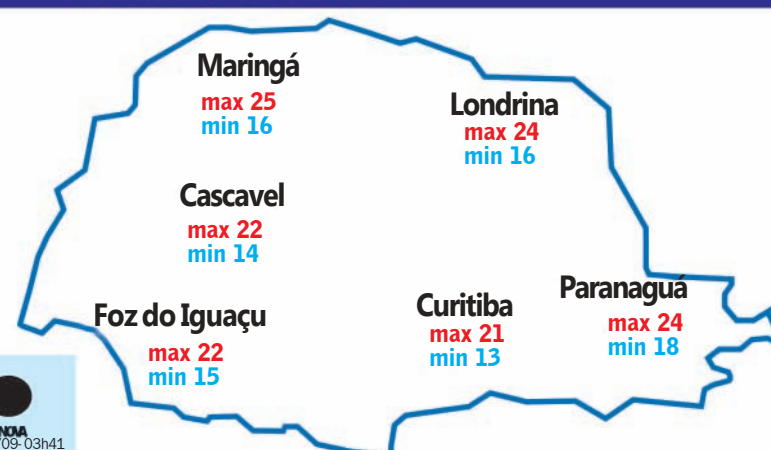 Maringá
max 25
min 16
Londrina
max 24
min 16
Cascavel
max 22
min 14
Foz do Iguaçu
max 22
min 15
Curitiba
max 21
min 13
Paranaguá
max 24
min 18
NOVA
/09-03h41